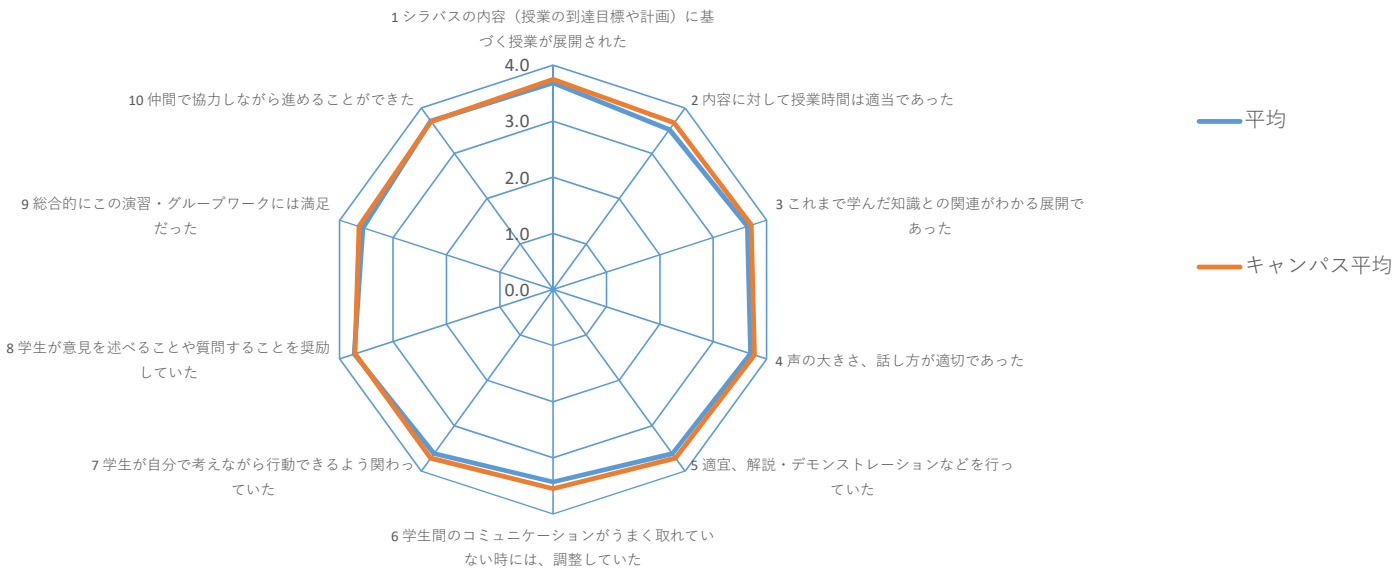 1 シラバスの内容（授業の到達目標や計画）に基
づく授業が展開された
4.0
3.0
2.0
1.0
0.0
2 内容に対して授業時間は適当であった
3 これまで学んだ知識との関連がわかる展開で
あった
4 声の大きさ、話し方が適切であった
5 適宜、解説・デモンストレーションなどを行っ
ていた
6 学生間のコミュニケーションがうまく取れてい
ない時には、調整していた
7 学生が自分で考えながら行動できるよう関わっ
ていた
8 学生が意見を述べることや質問することを奨励
していた
9 総合的にこの演習・グループワークには満足
だった
10 仲間で協力しながら進めることができた
平均
キャンパス平均